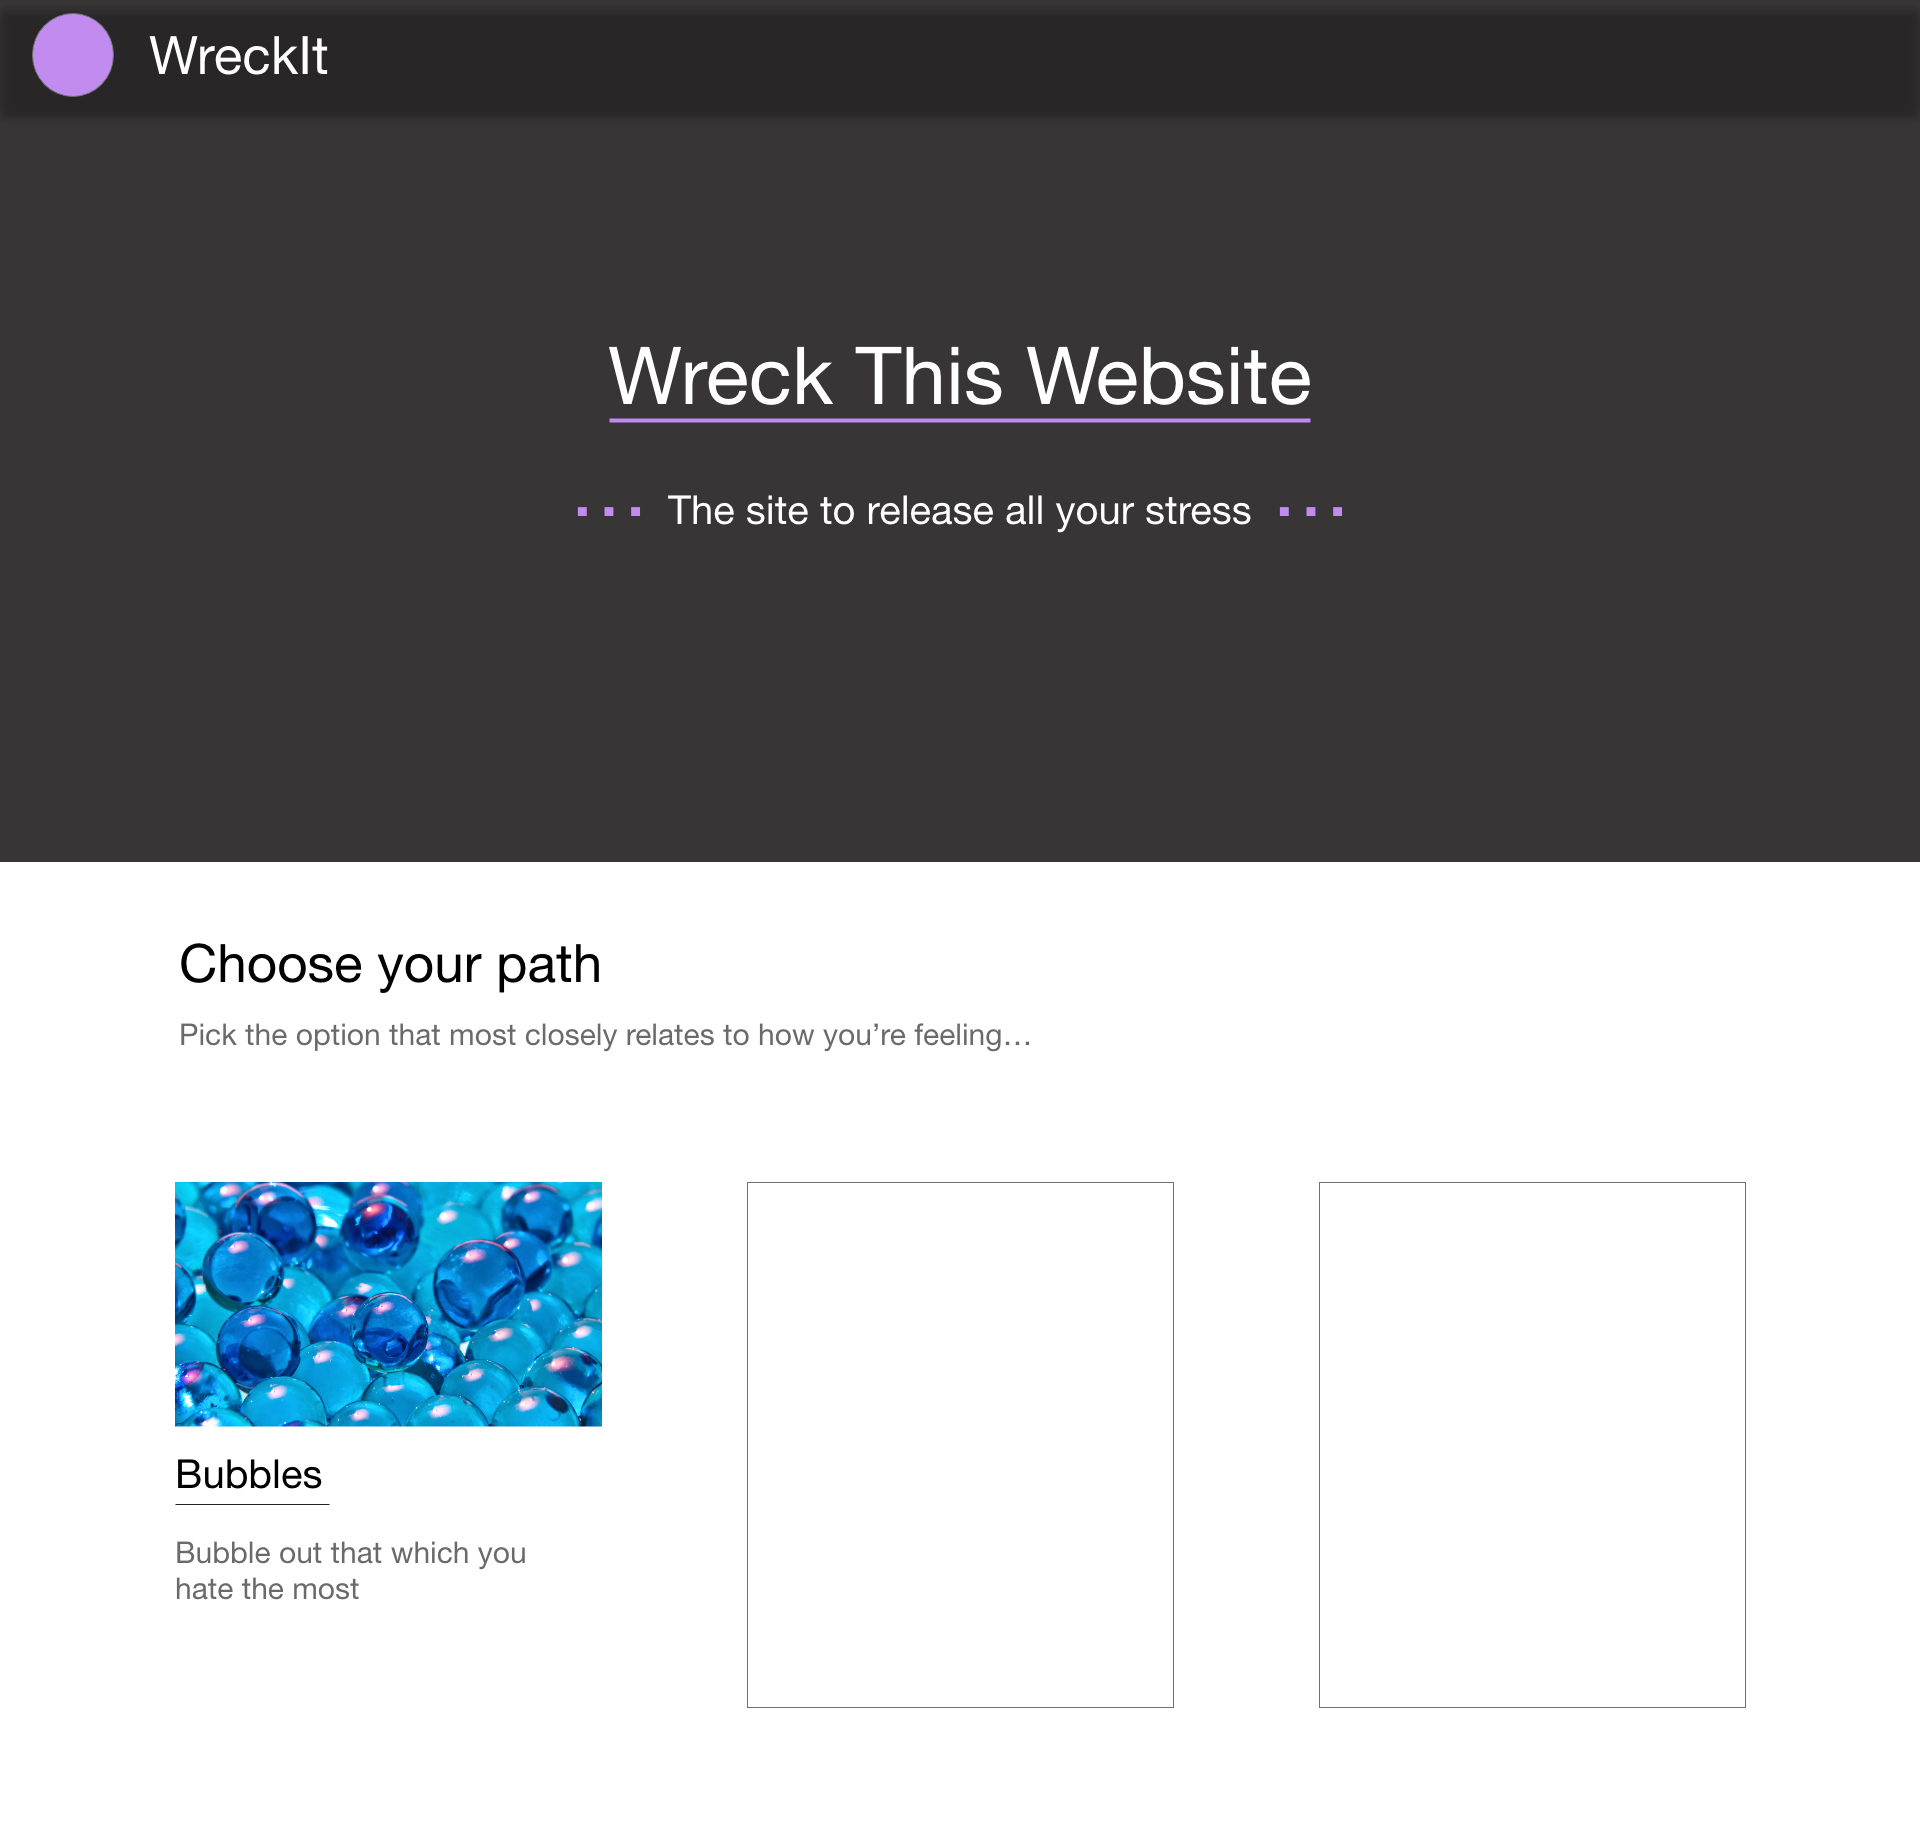 WreckIt
Wreck This Website
The site to release all your stress
Choose your path
Pick the option that most closely relates to how you’re feeling…
Bubbles
Bubble out that which you
hate the most